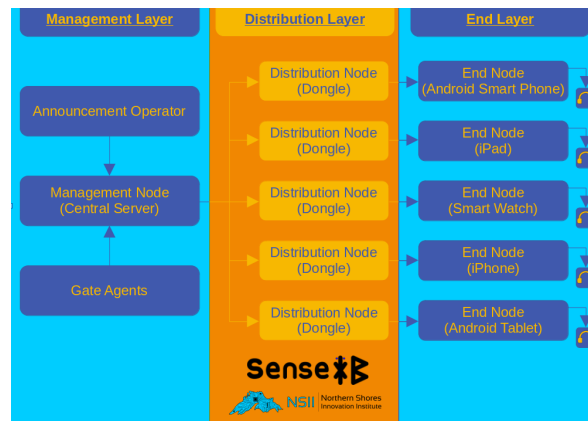 Management Layer
Distribution Layer
End Layer
Announcement Operator
Management Node
(Central Server)
Gate Agents
Distribution Node
(Dongle)
Distribution Node
(Dongle)
Distribution Node
(Dongle)
Distribution Node
(Dongle)
Distribution Node
(Dongle)
End Node
(Android Smart Phone)
End Node
(iPad)
End Node
(Smart Watch)
End Node
(iPhone)
End Node
(Android Tablet)
Sense
NSII
Northern Shores
Innovation Institute